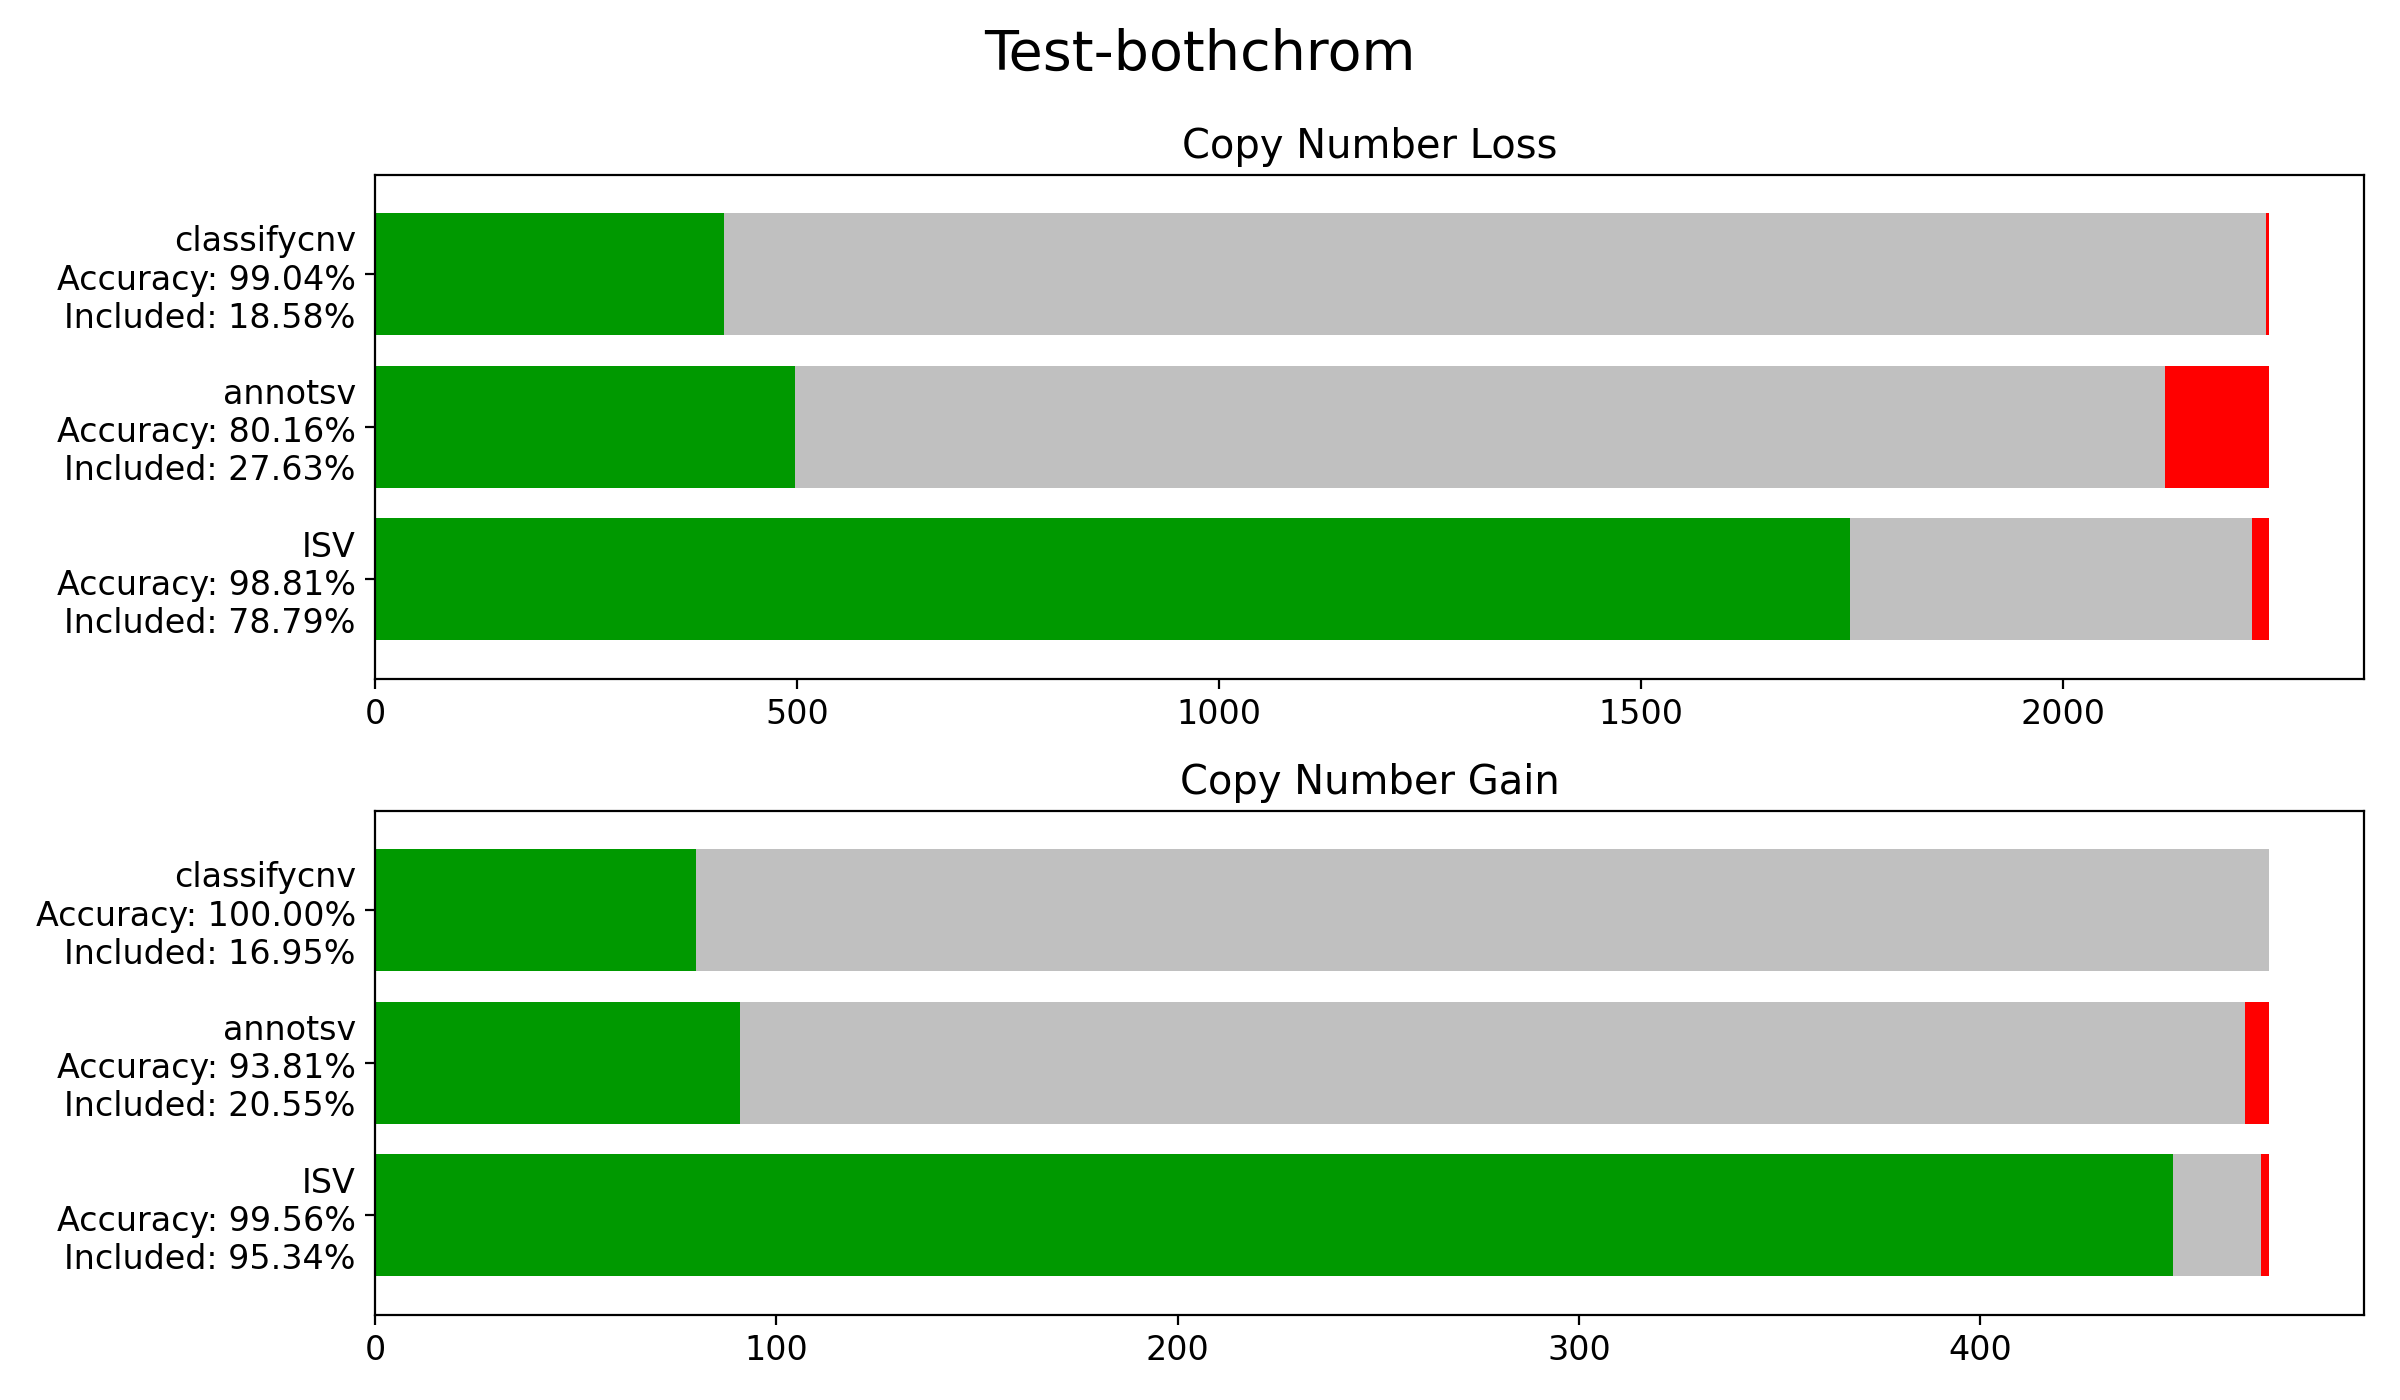 Test-bothchrom
Copy Number Loss
classifycnv
Accuracy: 99.04%
Included: 18.58%
annotsv
Accuracy: 80.16%
Included: 27.63%
ISV
Accuracy: 98.81%
Included: 78.79%
0 500 1000 1500 2000
Copy Number Gain
classifycnv
Accuracy: 100.00%
Included: 16.95%
annotsv
Accuracy: 93.81%
Included: 20.55%
ISV
Accuracy: 99.56%
Included: 95.34%
0 100 200 300 400